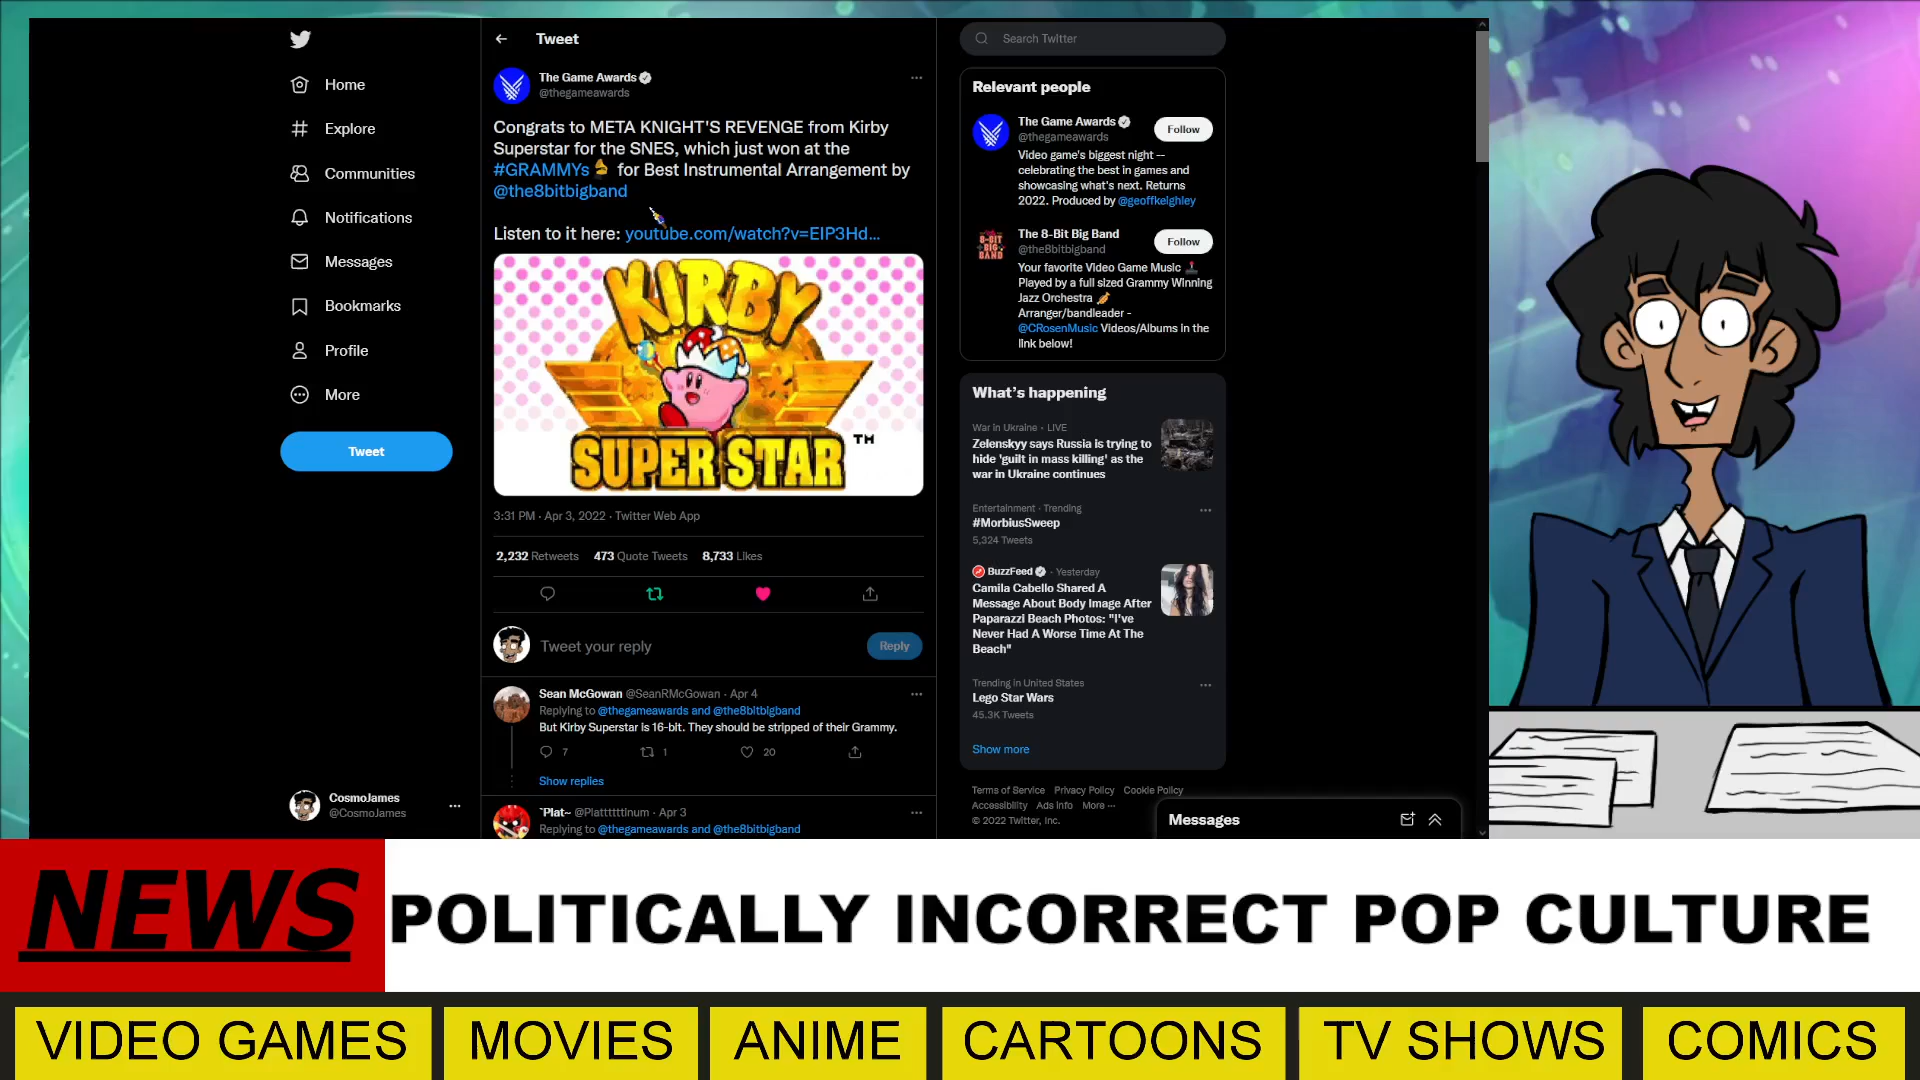 Home
Explore
Communities
Notifications
Messages
Bookmarks
Profile
More
Tweet
CosmoJames
@CosmoJames
Tweet
The Game Awards
@thegameawards
Congrats to META KNIGHT'S REVENGE from Kirby
Superstar for the SNES, which just won at the
#GRAMMYs for Best Instrumental Arrangement by
@the8bitbigband
Listen to it here: youtube.com/watch?v=EIP3Hd...
KIRBY
SUPER STAR™
3:31 PM · Apr 3, 2022 · Twitter Web App
2,232 Retweets 473 Quote Tweets 8,733 Likes
Tweet your reply
Reply
Sean McGowan @SeanRMcGowan · Apr 4
Replying to @thegameawards and @the8bitbigband
But Kirby Superstar is 16-bit. They should be stripped of their Grammy.
7 1 20
Show replies
`Plat~ @Plattttttinum · Apr 3
Replying to @thegameawards and @the8bitbigband
Search Twitter
Relevant people
The Game Awards
@thegameawards
Follow
Video game's biggest night --
celebrating the best in games and
showcasing what's next. Returns
2022. Produced by @geoffkeighley
8-BIT
BIG
BAND
The 8-Bit Big Band
@the8bitbigband
Follow
Your favorite Video Game Music
Played by a full sized Grammy Winning
Jazz Orchestra
Arranger/bandleader -
@CRosenMusic Videos/Albums in the
link below!
What's happening
War in Ukraine · LIVE
Zelenskyy says Russia is trying to
hide 'guilt in mass killing' as the
war in Ukraine continues
Entertainment · Trending
#MorbiusSweep
5,324 Tweets
BuzzFeed · Yesterday
Camila Cabello Shared A
Message About Body Image After
Paparazzi Beach Photos: "I've
Never Had A Worse Time At The
Beach"
Trending in United States
Lego Star Wars
45.3K Tweets
Show more
Terms of Service Privacy Policy Cookie Policy
Accessibility Ads info More ···
© 2022 Twitter, Inc.
Messages
NEWS
POLITICALLY INCORRECT POP CULTURE
VIDEO GAMES
MOVIES
ANIME
CARTOONS
TV SHOWS
COMICS